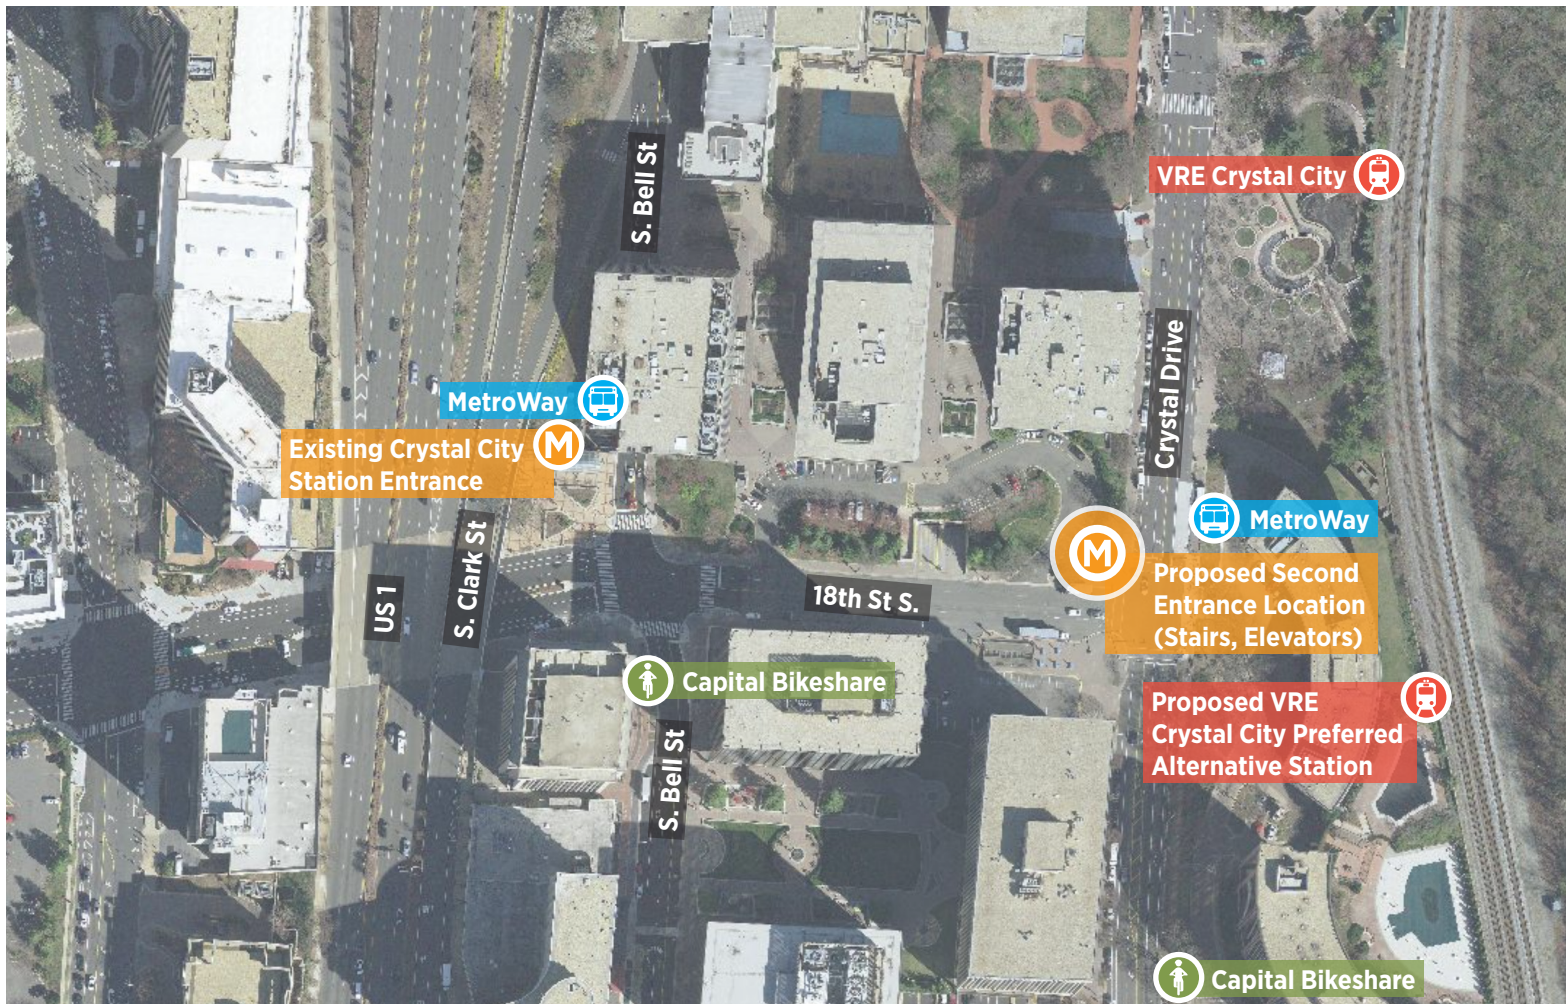 S. Bell St
VRE Crystal City
Crystal Drive
MetroWay
Existing Crystal City
Station Entrance
M
MetroWay
M
Proposed Second
Entrance Location
(Stairs, Elevators)
S. Clark St
US 1
18th St S.
Capital Bikeshare
Proposed VRE
Crystal City Preferred
Alternative Station
S. Bell St
Capital Bikeshare